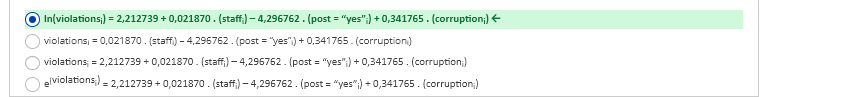 ln(violationsᵢ) = 2,212739 + 0,021870 . (staffᵢ) – 4,296762 . (post = “yes”ᵢ) + 0,341765 . (corruptionᵢ) ←
violationsᵢ = 0,021870 . (staffᵢ) – 4,296762 . (post = “yes”ᵢ) + 0,341765 . (corruptionᵢ)
violationsᵢ = 2,212739 + 0,021870 . (staffᵢ) – 4,296762 . (post = “yes”ᵢ) + 0,341765 . (corruptionᵢ)
e^(violationsᵢ) = 2,212739 + 0,021870 . (staffᵢ) – 4,296762 . (post = “yes”ᵢ) + 0,341765 . (corruptionᵢ)